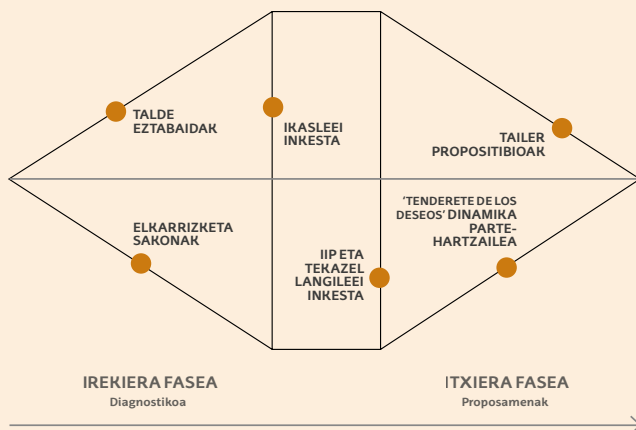 TALDE
EZTABAIDAK
IKASLEEI
INKESTA
TAILER
PROPOSITIBIOAK
ELKARRIZKETA
SAKONAK
IIP ETA
TEKAZEL
LANGILEEI
INKESTA
'TENDERETE DE LOS
DESEOS' DINAMIKA
PARTE-
HARTZAILEA
IREKIERA FASEA
Diagnostikoa
ITXIERA FASEA
Proposamenak